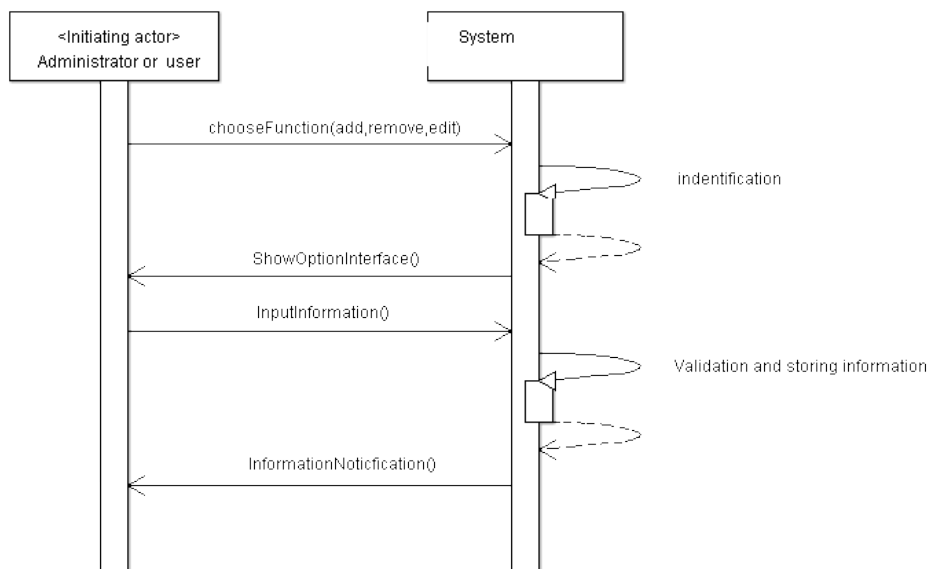 <Initiating actor>
Administrator or user
System
chooseFunction(add,remove,edit)
indentification
ShowOptionInterface()
InputInformation()
Validation and storing information
InformationNoticfication()